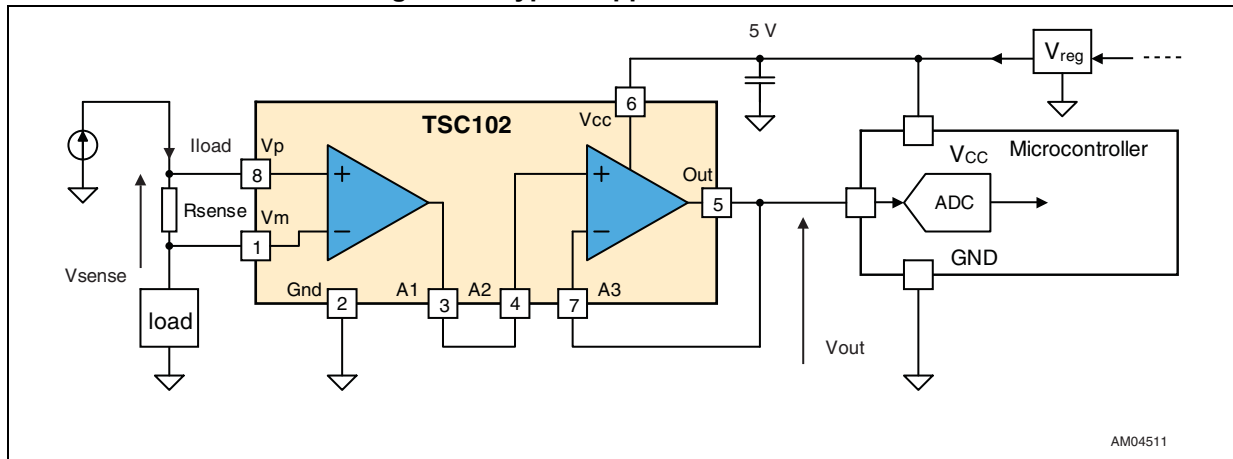 5 V
Vreg
6
Vcc
TSC102
Iload
Vp
8
+
Rsense
Vm
1
−
Vsense
load
Gnd
2
A1
3
A2
4
A3
7
+
−
Out
5
VCC
Microcontroller
ADC
GND
Vout
AM04511